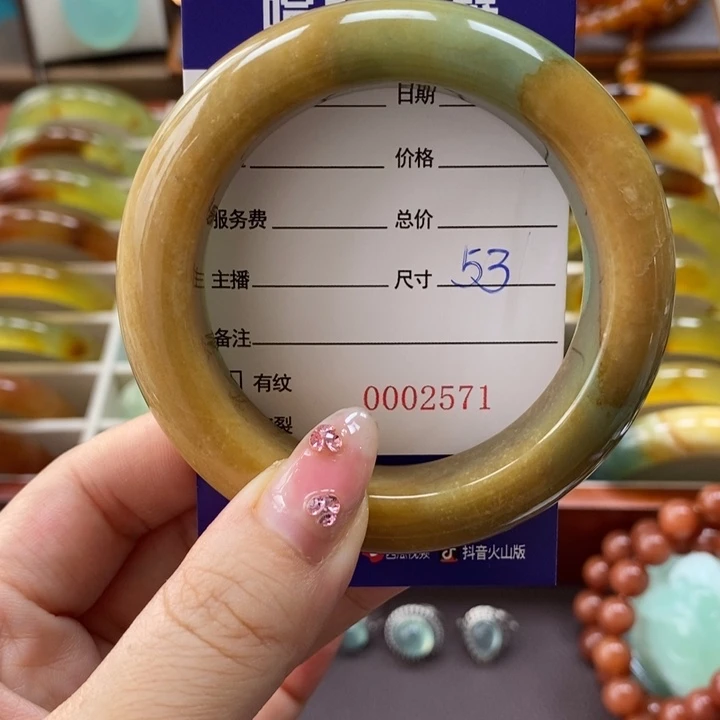 日期
价格
服务费 总价
主播 尺寸 53
备注
有纹
裂 0002571
抖音火山版